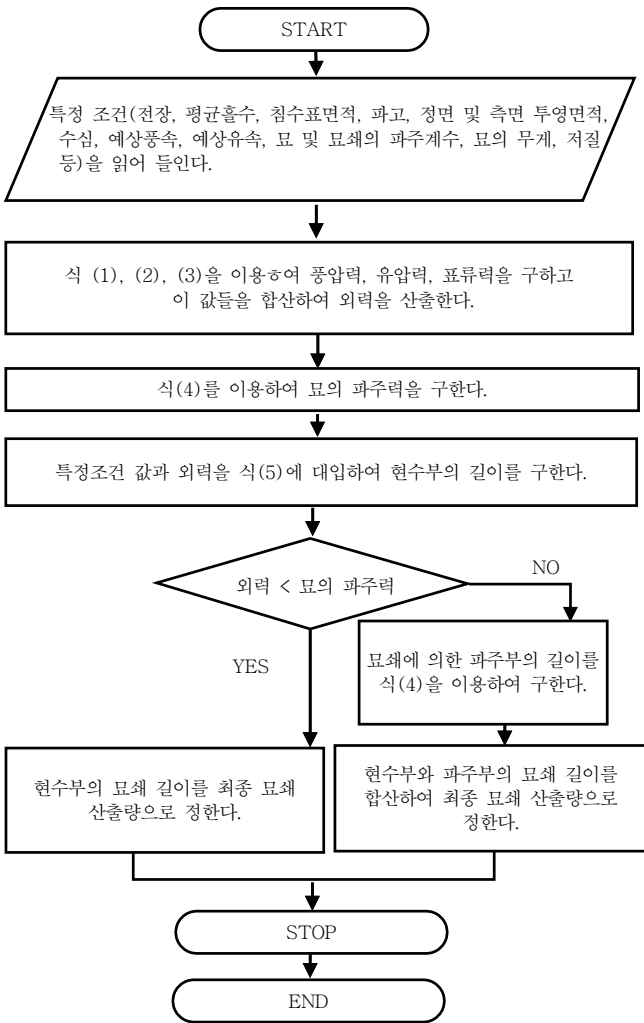 START
특정 조건(전장, 평균흘수, 침수표면적, 파고, 정면 및 측면 투영면적,
수심, 예상풍속, 예상유속, 묘 및 묘쇄의 파주계수, 묘의 무게, 저질
등)을 읽어 들인다.
식 (1), (2), (3)을 이용ㅎ여 풍압력, 유압력, 표류력을 구하고
이 값들을 합산하여 외력을 산출한다.
식(4)를 이용하여 묘의 파주력을 구한다.
특정조건 값과 외력을 식(5)에 대입하여 현수부의 길이를 구한다.
외력 < 묘의 파주력
NO
YES
묘쇄에 의한 파주부의 길이를
식(4)을 이용하여 구한다.
현수부의 묘쇄 길이를 최종 묘쇄
산출량으로 정한다.
현수부와 파주부의 묘쇄 길이를
합산하여 최종 묘쇄 산출량으로
정한다.
STOP
END